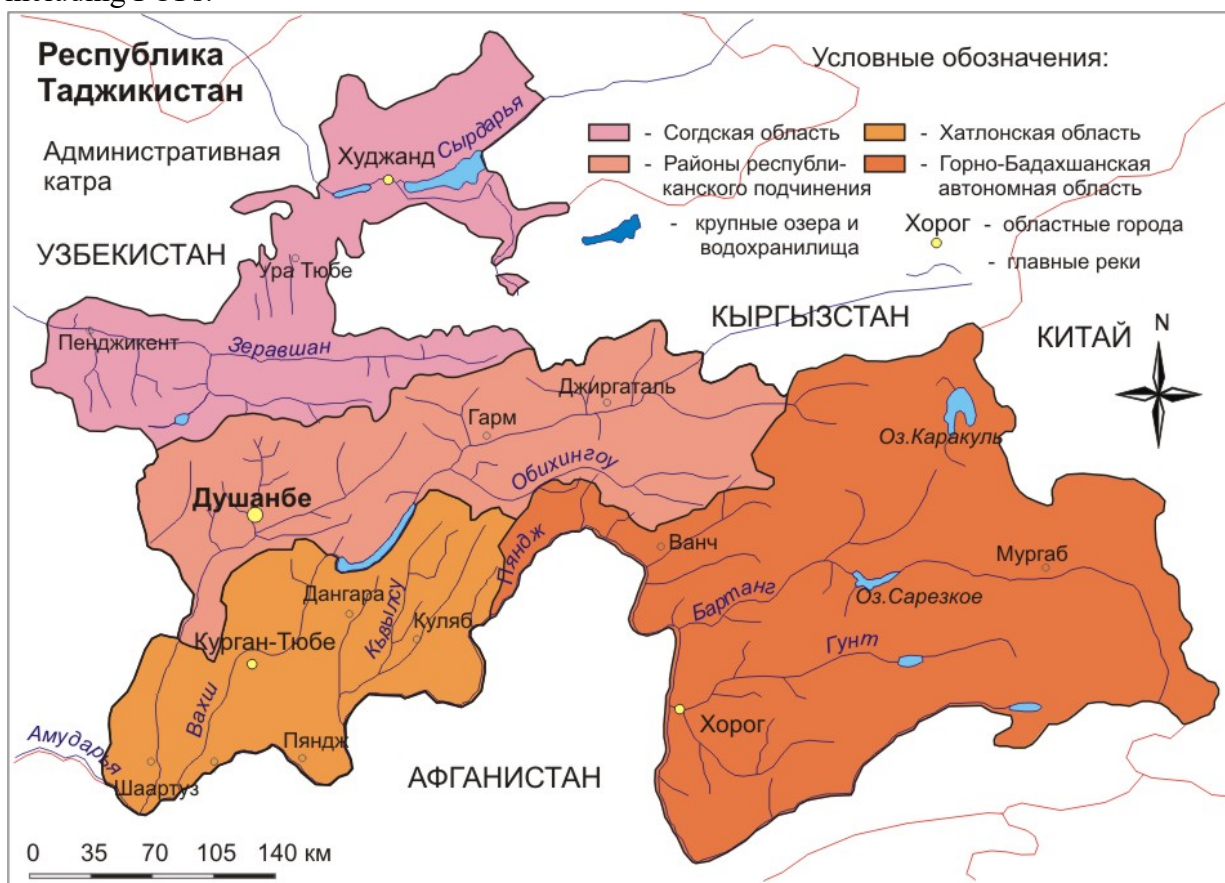 Республика
Таджикистан
Административная
катра
Условные обозначения:
- Согдская область
- Районы республи-
канского подчинения
- Хатлонская область
- Горно-Бадахшанская
автономная область
- крупные озера и
водохранилища
Хорог - областные города
- главные реки
Худжанд
Сырдарья
УЗБЕКИСТАН
Ура Тюбе
КЫРГЫЗСТАН
КИТАЙ
N
Пенджикент
Зеравшан
Джиргаталь
Гарм
Оз.Каракуль
Обихингоу
Душанбе
Ванч
Пяндж
Мургаб
Бартанг
Оз.Сарезкое
Дангара
Кызылсу
Куляб
Курган-Тюбе
Гунт
Вахш
Хорог
Амударья
Пяндж
Шаартуз
АФГАНИСТАН
0 35 70 105 140 км